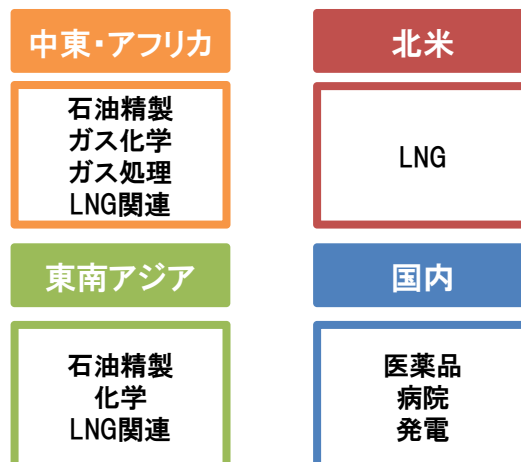 中東・アフリカ
石油精製
ガス化学
ガス処理
LNG関連
北米
LNG
東南アジア
石油精製
化学
LNG関連
国内
医薬品
病院
発電